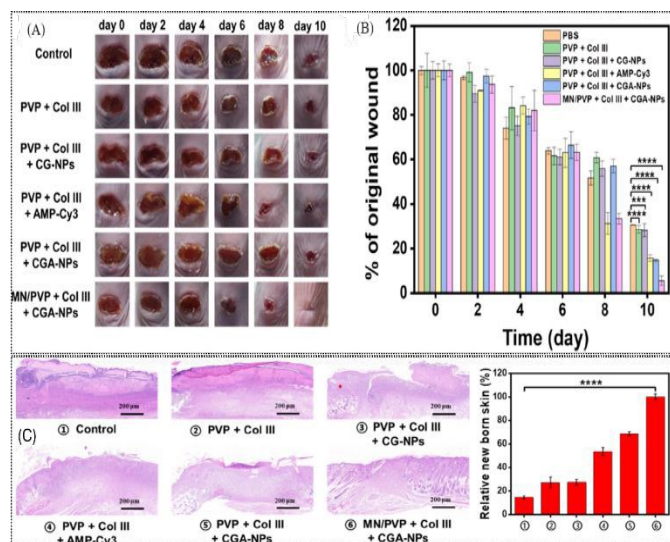 (A)
day 0 day 2 day 4 day 6 day 8 day 10
Control
PVP + Col III
PVP + Col III
+ CG-NPs
PVP + Col III
+ AMP-Cy3
PVP + Col III
+ CGA-NPs
MN/PVP + Col III
+ CGA-NPs
(B)
% of original wound
120
100
80
60
40
20
0
PBS
PVP + Col III
PVP + Col III + CG-NPs
PVP + Col III + AMP-Cy3
PVP + Col III + CGA-NPs
MN/PVP + Col III + CGA-NPs
****
****
***
****
0 2 4 6 8 10
Time (day)
(C)
200 μm
200 μm
200 μm
① Control
② PVP + Col III
③ PVP + Col III
+ CG-NPs
200 μm
200 μm
200 μm
④ PVP + Col III
+ AMP-Cy3
⑤ PVP + Col III
+ CGA-NPs
⑥ MN/PVP + Col III
+ CGA-NPs
Relative new born skin (%)
120
100
80
60
40
20
0
****
① ② ③ ④ ⑤ ⑥